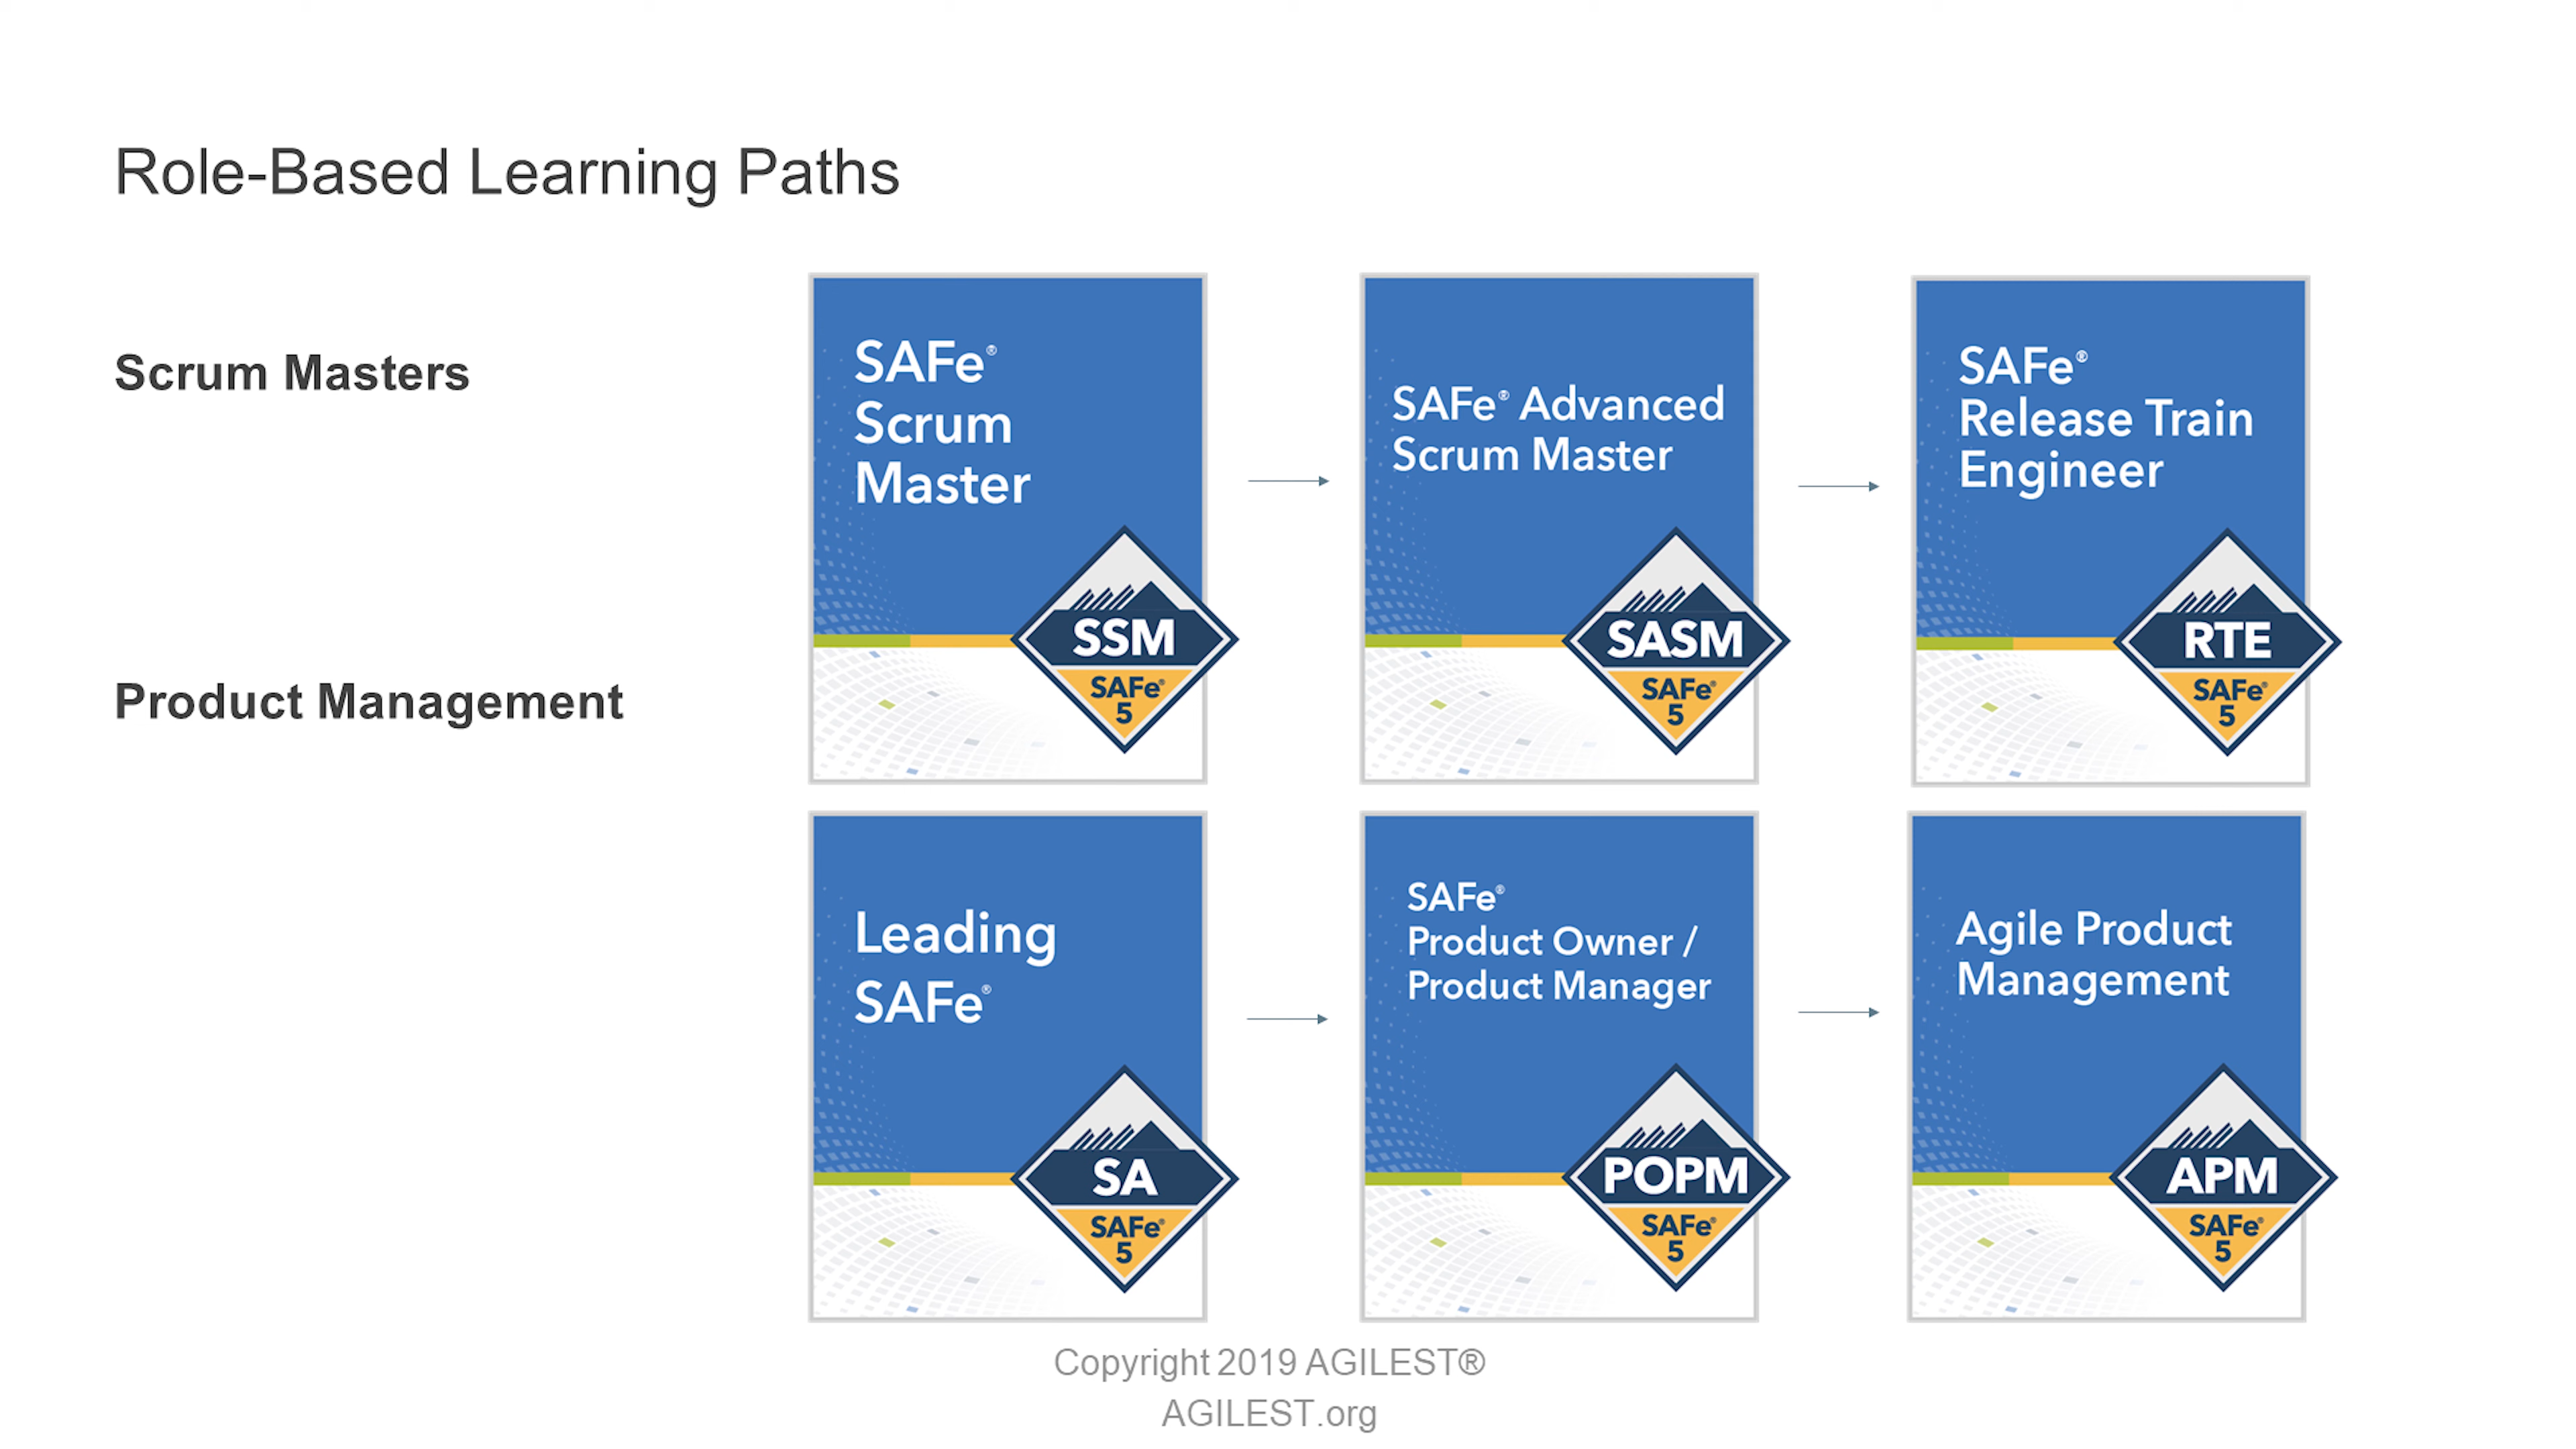 Role-Based Learning Paths
Scrum Masters
SAFe®
Scrum
Master
SSM
SAFe®
5
SAFe® Advanced
Scrum Master
SASM
SAFe®
5
SAFe®
Release Train
Engineer
RTE
SAFe®
5
Product Management
Leading
SAFe®
SA
SAFe®
5
SAFe®
Product Owner /
Product Manager
POPM
SAFe®
5
Agile Product
Management
APM
SAFe®
5
Copyright 2019 AGILEST®
AGILEST.org